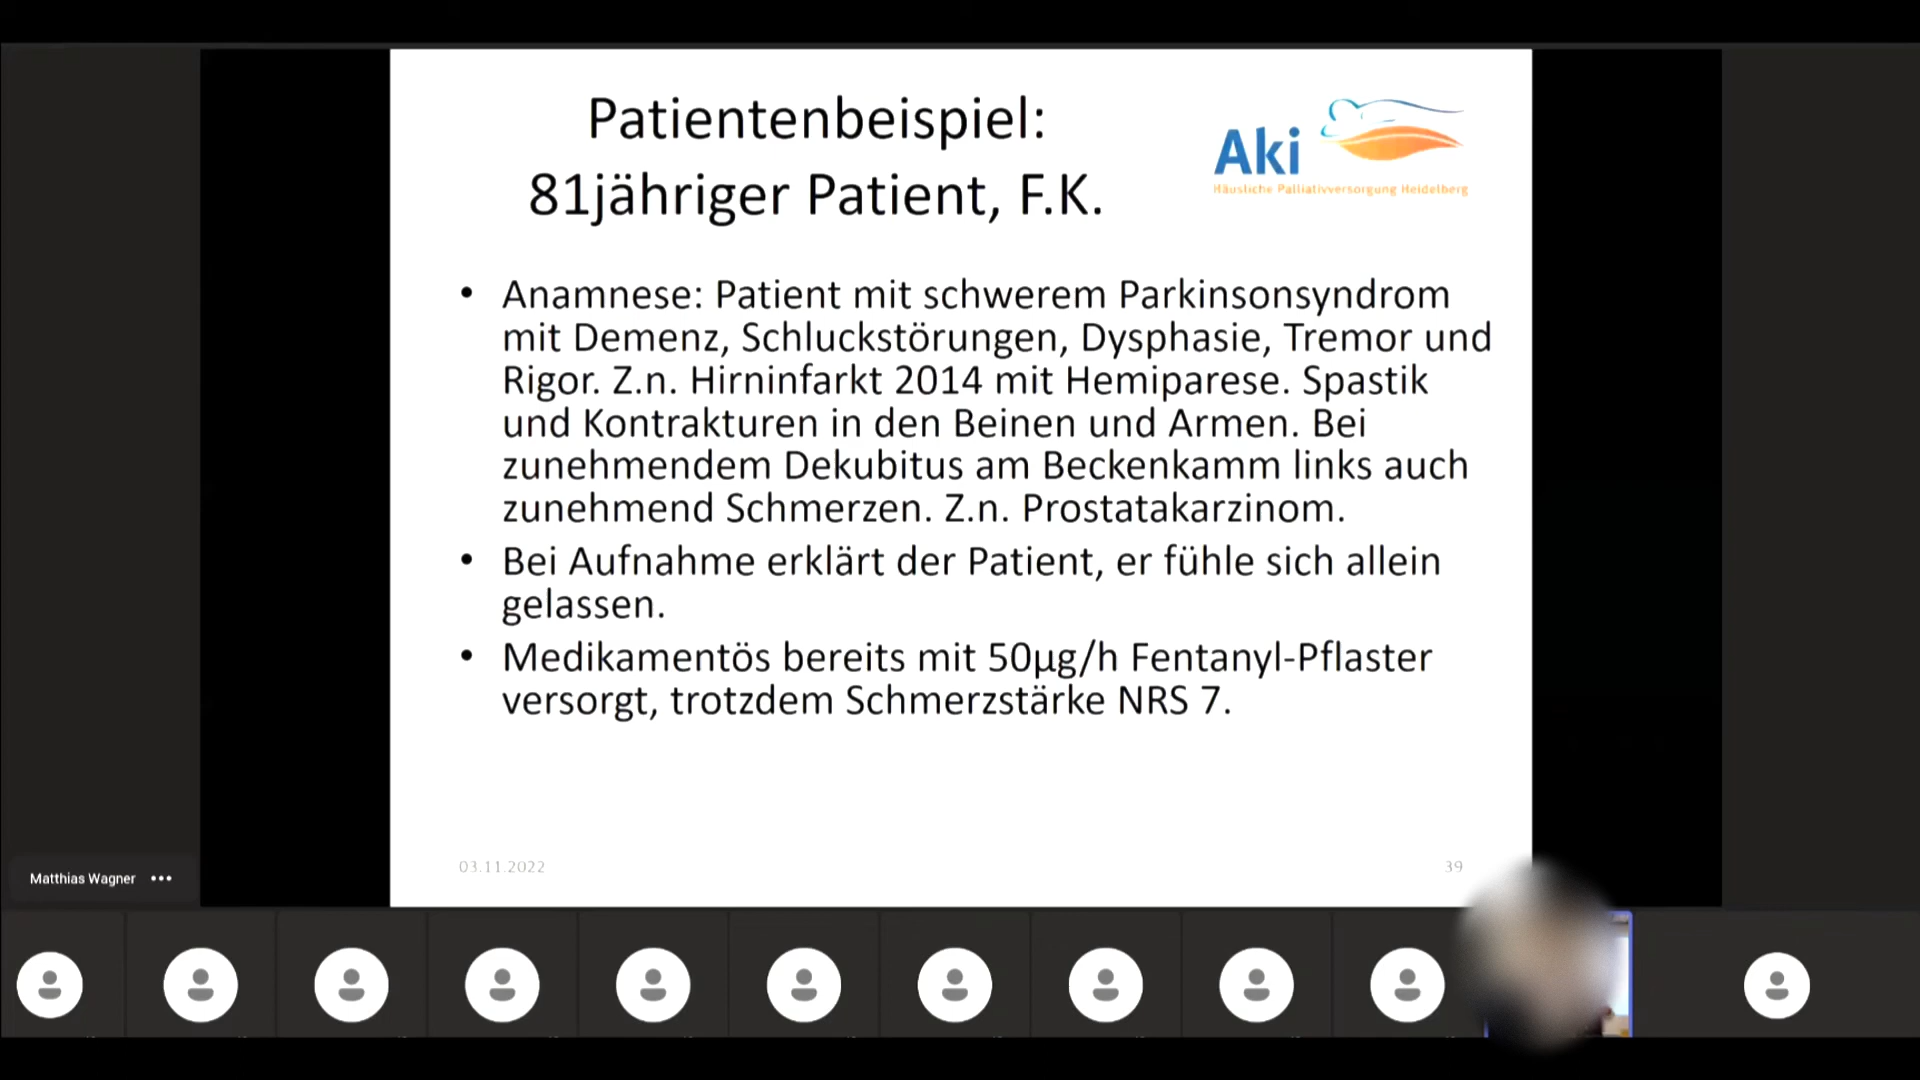 Patientenbeispiel:
81jähriger Patient, F.K.
Aki
Häusliche Palliativversorgung Heidelberg
• Anamnese: Patient mit schwerem Parkinsonsyndrom
mit Demenz, Schluckstörungen, Dysphasie, Tremor und
Rigor. Z.n. Hirninfarkt 2014 mit Hemiparese. Spastik
und Kontrakturen in den Beinen und Armen. Bei
zunehmendem Dekubitus am Beckenkamm links auch
zunehmend Schmerzen. Z.n. Prostatakarzinom.
• Bei Aufnahme erklärt der Patient, er fühle sich allein
gelassen.
• Medikamentös bereits mit 50µg/h Fentanyl-Pflaster
versorgt, trotzdem Schmerzstärke NRS 7.
03.11.2022
39
Matthias Wagner •••